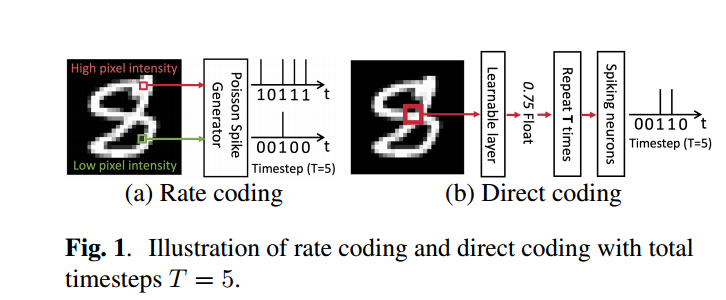 High pixel intensity
Low pixel intensity
Poisson Spike
Generator
10111 t
00100 t
Timestep (T=5)
(a) Rate coding
Learnable layer
0.75 Float
Repeat T times
Spiking neurons
00110 t
Timestep (T=5)
(b) Direct coding
Fig. 1. Illustration of rate coding and direct coding with total
timesteps T = 5.